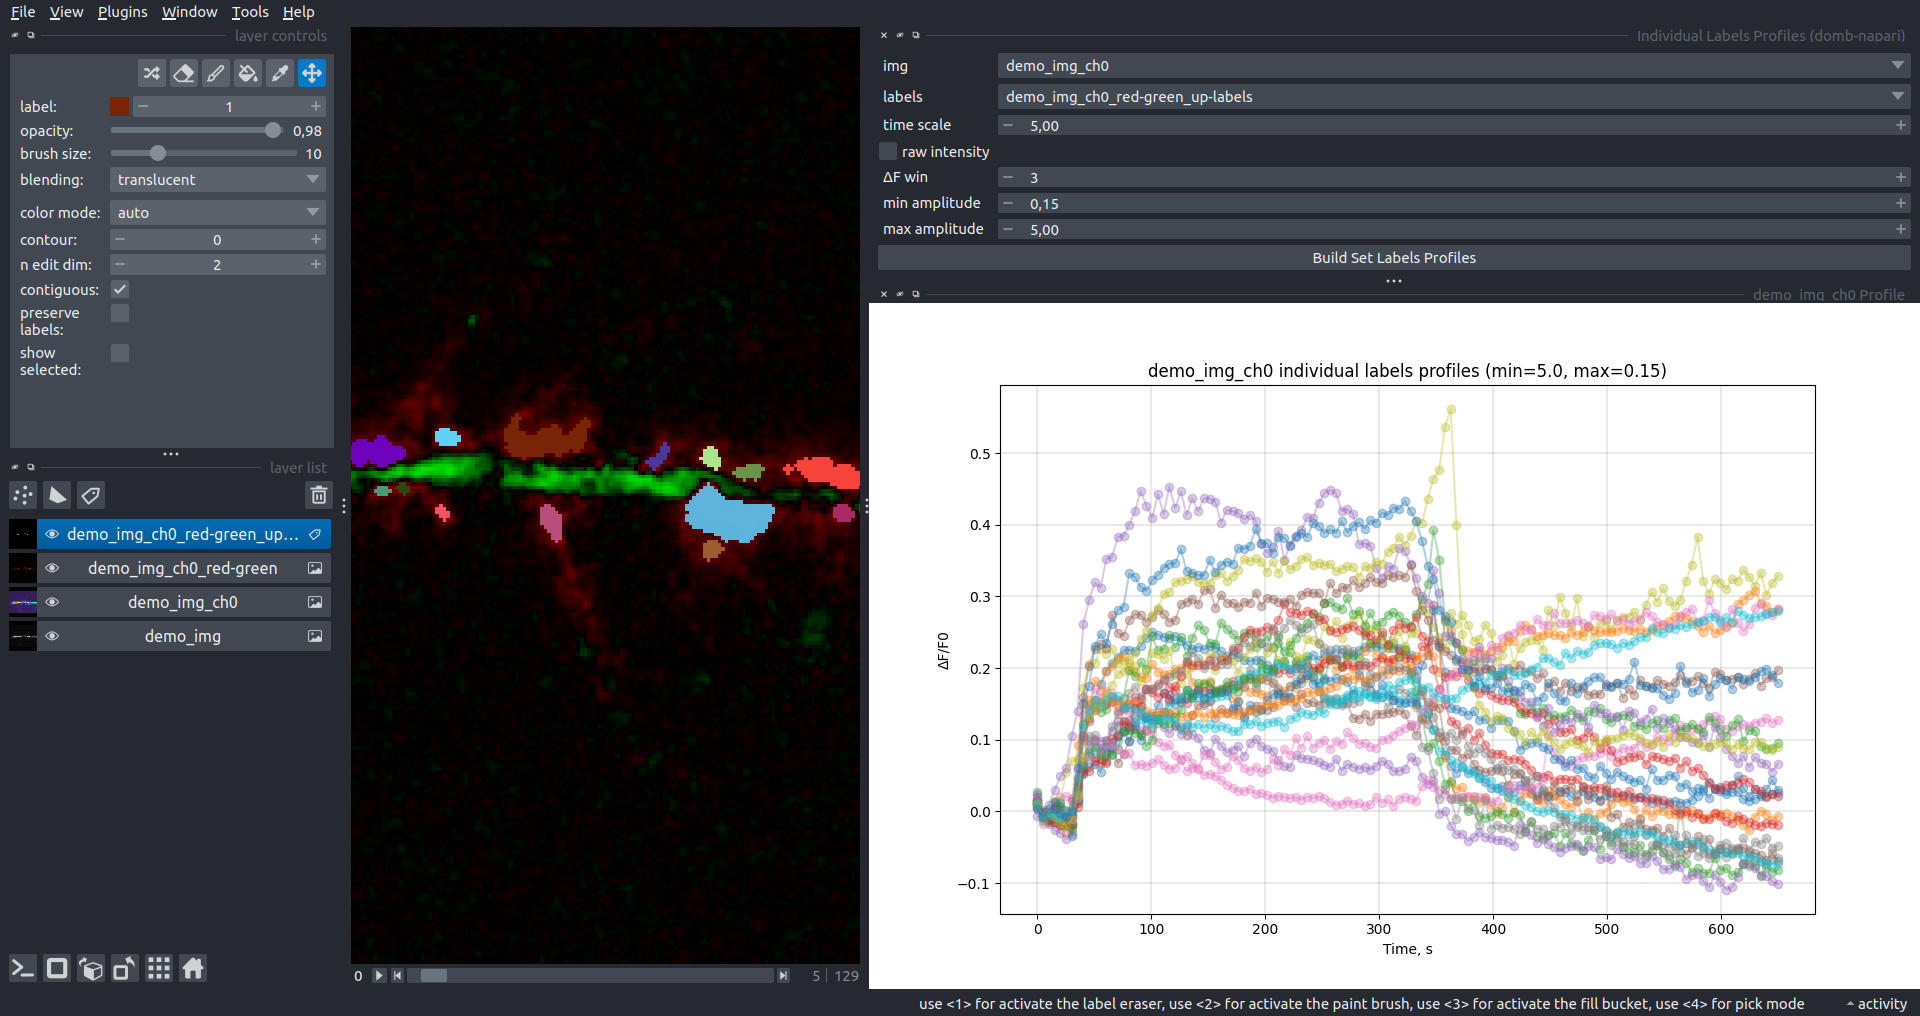 File View Plugins Window Tools Help
layer controls
label: 1
opacity: 0,98
brush size: 10
blending: translucent
color mode: auto
contour: 0
n edit dim: 2
contiguous:
preserve
labels:
show
selected:
layer list
demo_img_ch0_red-green_up...
demo_img_ch0_red-green
demo_img_ch0
demo_img
0 5 129
Individual Labels Profiles (domb-napari)
img demo_img_ch0
labels demo_img_ch0_red-green_up-labels
time scale 5,00
raw intensity
ΔF win 3
min amplitude 0,15
max amplitude 5,00
Build Set Labels Profiles
demo_img_ch0 Profile
demo_img_ch0 individual labels profiles (min=5.0, max=0.15)
ΔF/F0
0.5
0.4
0.3
0.2
0.1
0.0
−0.1
0 100 200 300 400 500 600
Time, s
use <1> for activate the label eraser, use <2> for activate the paint brush, use <3> for activate the fill bucket, use <4> for pick mode
activity